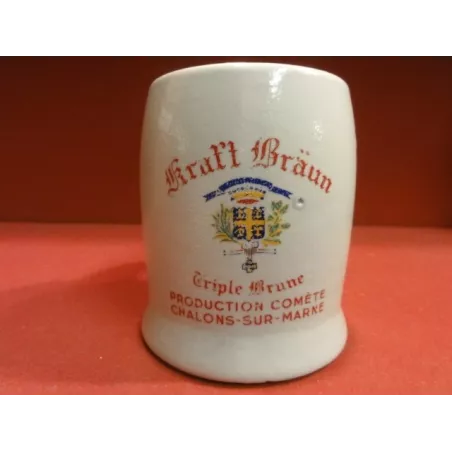 Kraft Bräun
Triple Brune
PRODUCTION COMÈTE
CHALONS-SUR-MARNE